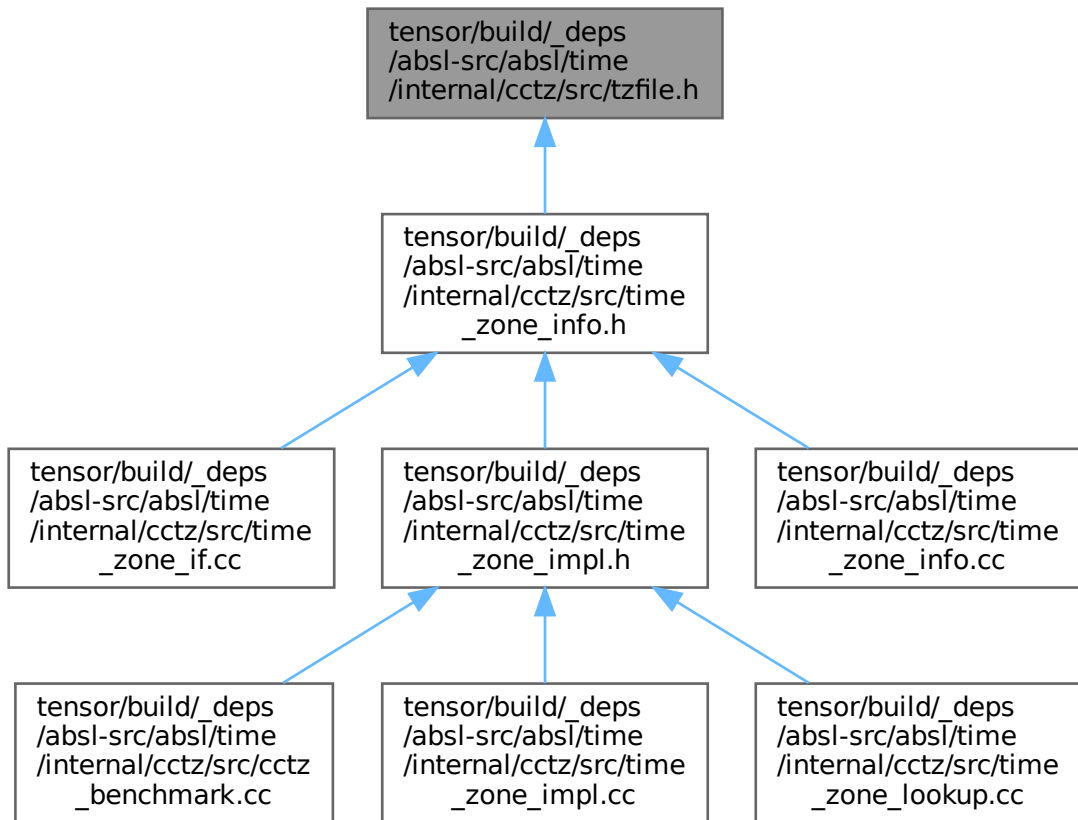 tensor/build/_deps
/absl-src/absl/time
/internal/cctz/src/tzfile.h
tensor/build/_deps
/absl-src/absl/time
/internal/cctz/src/time
_zone_info.h
tensor/build/_deps
/absl-src/absl/time
/internal/cctz/src/time
_zone_if.cc
tensor/build/_deps
/absl-src/absl/time
/internal/cctz/src/time
_zone_impl.h
tensor/build/_deps
/absl-src/absl/time
/internal/cctz/src/time
_zone_info.cc
tensor/build/_deps
/absl-src/absl/time
/internal/cctz/src/cctz
_benchmark.cc
tensor/build/_deps
/absl-src/absl/time
/internal/cctz/src/time
_zone_impl.cc
tensor/build/_deps
/absl-src/absl/time
/internal/cctz/src/time
_zone_lookup.cc